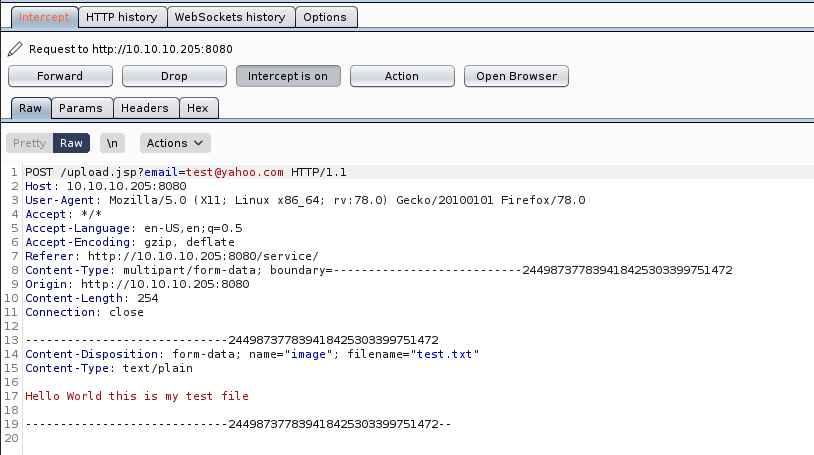 Intercept HTTP history WebSockets history Options
Request to http://10.10.10.205:8080
Forward Drop Intercept is on Action Open Browser
Raw Params Headers Hex
Pretty Raw \n Actions
1 POST /upload.jsp?email=test@yahoo.com HTTP/1.1
2 Host: 10.10.10.205:8080
3 User-Agent: Mozilla/5.0 (X11; Linux x86_64; rv:78.0) Gecko/20100101 Firefox/78.0
4 Accept: */*
5 Accept-Language: en-US,en;q=0.5
6 Accept-Encoding: gzip, deflate
7 Referer: http://10.10.10.205:8080/service/
8 Content-Type: multipart/form-data; boundary=---------------------------244987377839418425303399751472
9 Origin: http://10.10.10.205:8080
10 Content-Length: 254
11 Connection: close
12
13 -----------------------------244987377839418425303399751472
14 Content-Disposition: form-data; name="image"; filename="test.txt"
15 Content-Type: text/plain
16
17 Hello World this is my test file
18
19 -----------------------------244987377839418425303399751472--
20